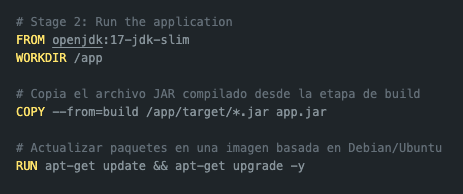 # Stage 2: Run the application
FROM openjdk:17-jdk-slim
WORKDIR /app
# Copia el archivo JAR compilado desde la etapa de build
COPY --from=build /app/target/*.jar app.jar
# Actualizar paquetes en una imagen basada en Debian/Ubuntu
RUN apt-get update && apt-get upgrade -y